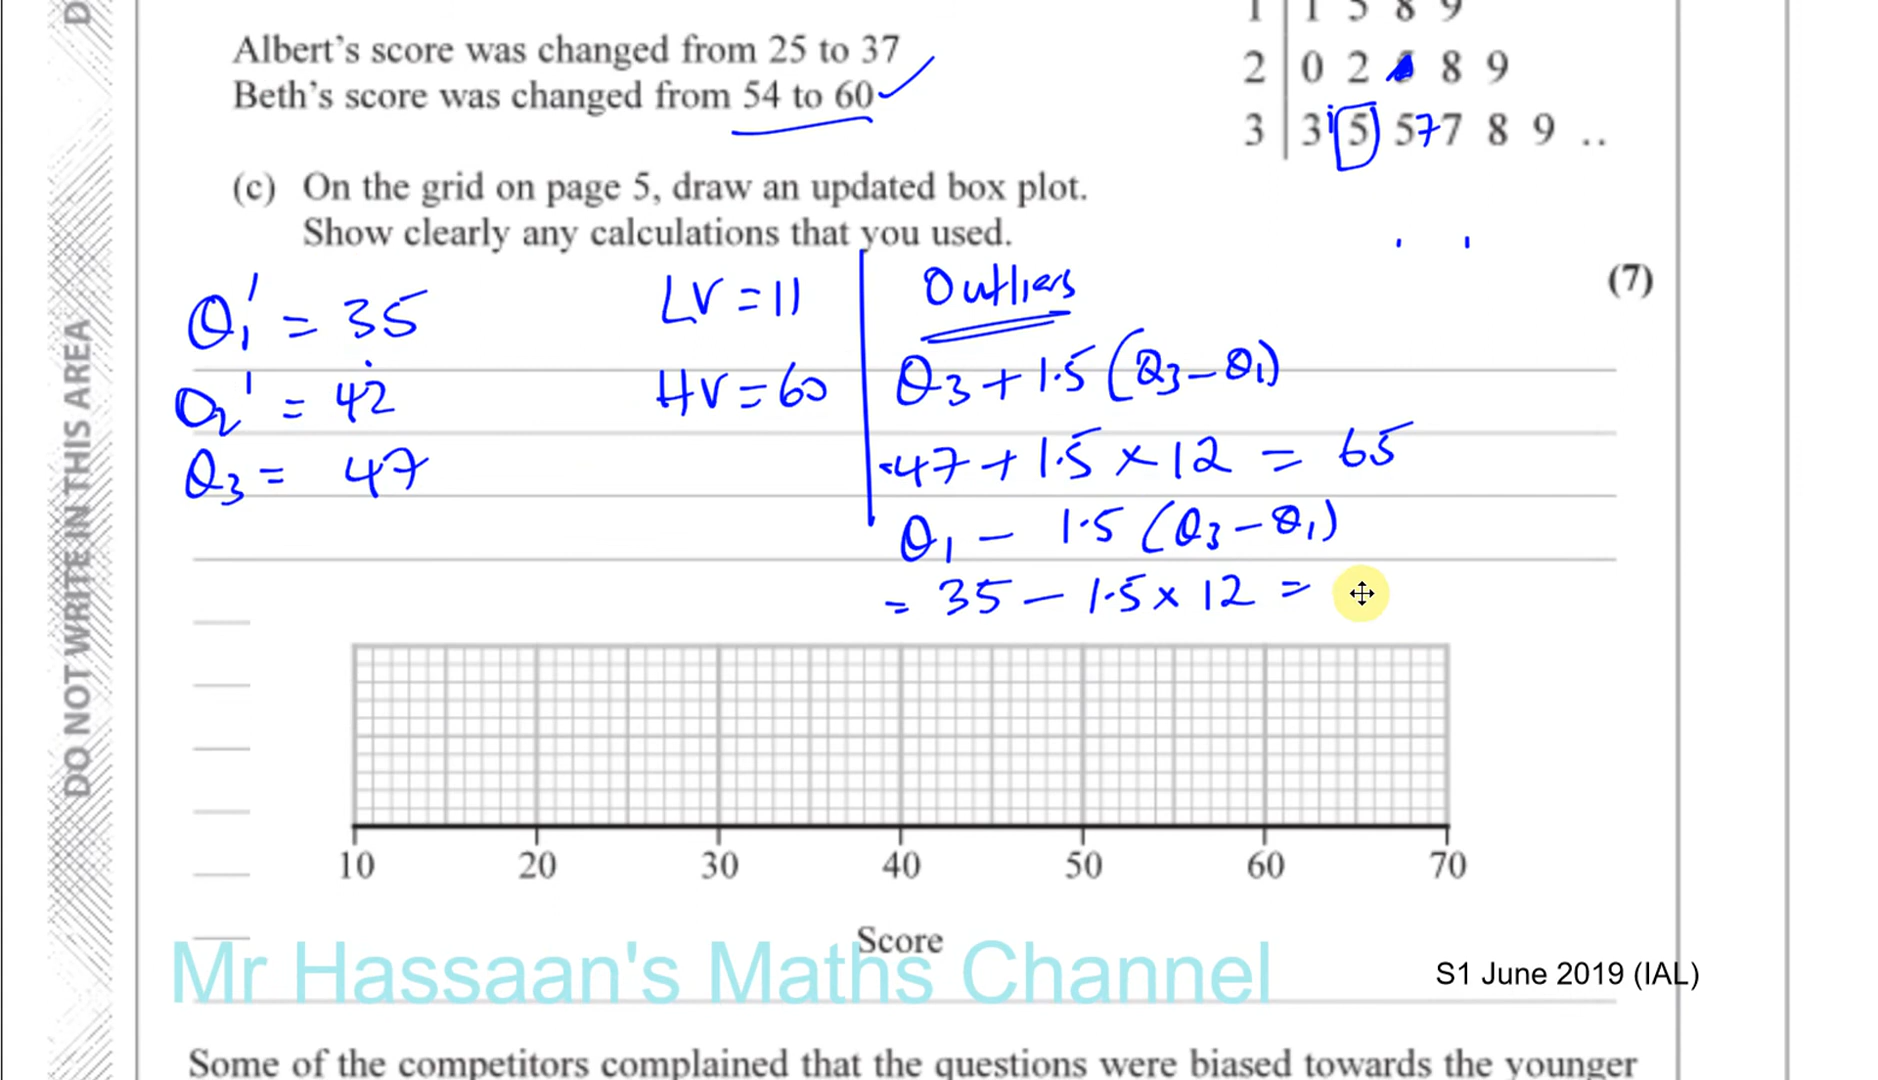 1 | 1 5 8 9
Albert’s score was changed from 25 to 37
2 | 0 2 8 9
Beth’s score was changed from 54 to 60
3 | 3 5 5 7 7 8 9 ..
(c) On the grid on page 5, draw an updated box plot.
Show clearly any calculations that you used.
(7)
Q₁' = 35
LV = 11
Outliers
Q₂' = 42
HV = 60
Q₃ + 1.5 (Q₃ – Q₁)
Q₃ = 47
47 + 1.5 × 12 = 65
Q₁ – 1.5 (Q₃ – Q₁)
= 35 – 1.5 × 12 =
DO NOT WRITE IN THIS AREA
D
10 20 30 40 50 60 70
Score
Mr Hassaan's Maths Channel
S1 June 2019 (IAL)
Some of the competitors complained that the questions were biased towards the younger